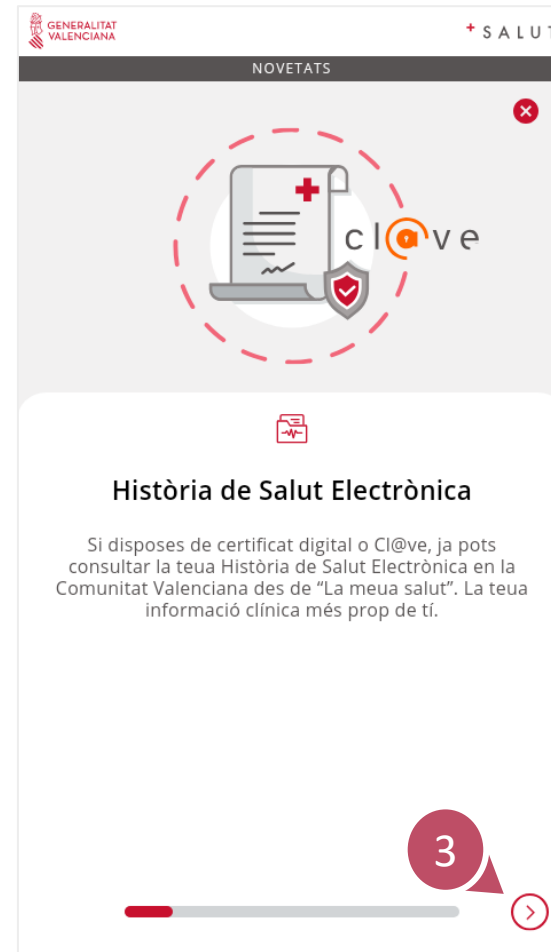 GENERALITAT
VALENCIANA
+ SALUT
NOVETATS
cl@ve
Història de Salut Electrònica
Si disposes de certificat digital o Cl@ve, ja pots
consultar la teua Història de Salut Electrònica en la
Comunitat Valenciana des de “La meua salut”. La teua
informació clínica més prop de tí.
3